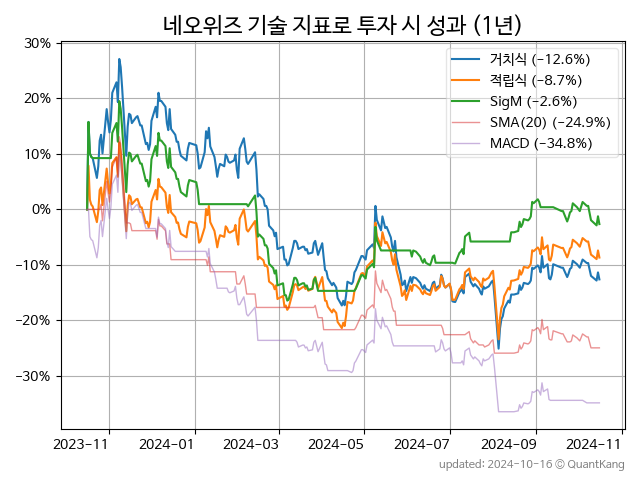 네오위즈 기술 지표로 투자 시 성과 (1년)
30%
20%
10%
0%
−10%
−20%
−30%
거치식 (−12.6%)
적립식 (−8.7%)
SigM (−2.6%)
SMA(20) (−24.9%)
MACD (−34.8%)
2023-11
2024-01
2024-03
2024-05
2024-07
2024-09
2024-11
updated: 2024-10-16 © QuantKang